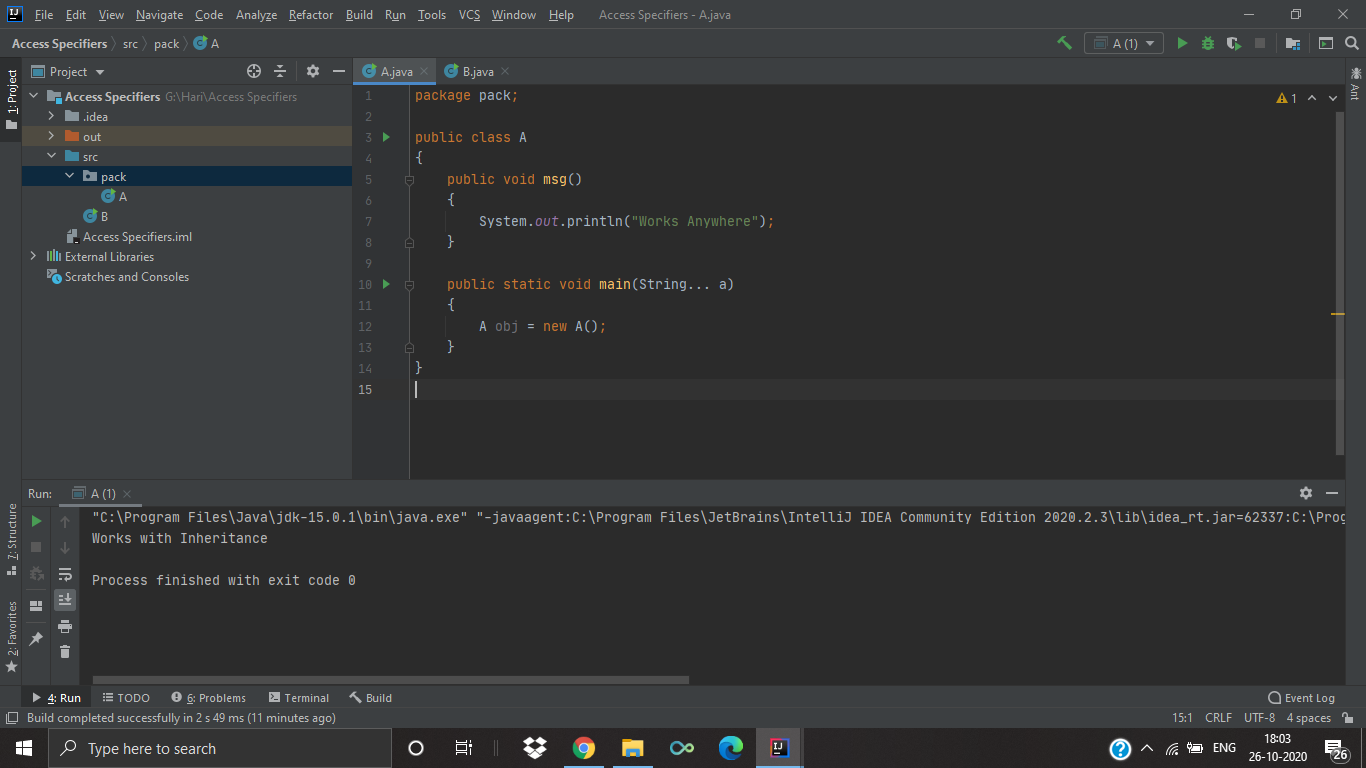 File Edit View Navigate Code Analyze Refactor Build Run Tools VCS Window Help Access Specifiers - A.java
Access Specifiers src pack A A (1)
1: Project
Project
A.java
B.java
Ant
Access Specifiers G:\Hari\Access Specifiers
.idea
out
src
pack
A
B
Access Specifiers.iml
External Libraries
Scratches and Consoles
1 package pack;
1
2
3 public class A
4 {
5 public void msg()
6 {
7 System.out.println("Works Anywhere");
8 }
9
10 public static void main(String... a)
11 {
12 A obj = new A();
13 }
14 }
15
Run: A (1)
7: Structure
2: Favorites
"C:\Program Files\Java\jdk-15.0.1\bin\java.exe" "-javaagent:C:\Program Files\JetBrains\IntelliJ IDEA Community Edition 2020.2.3\lib\idea_rt.jar=62337:C:\Prog
Works with Inheritance
Process finished with exit code 0
4: Run TODO 6: Problems Terminal Build Event Log
Build completed successfully in 2 s 49 ms (11 minutes ago) 15:1 CRLF UTF-8 4 spaces
Type here to search
ENG
18:03
26-10-2020
26